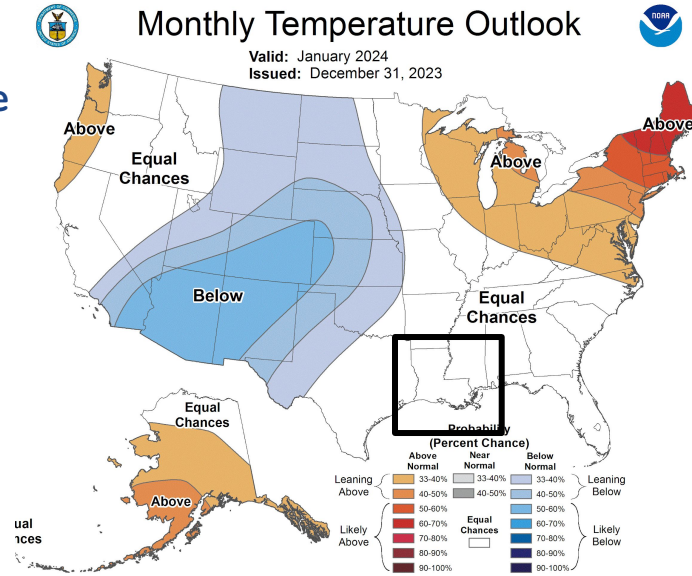 Monthly Temperature Outlook
NOAA
Valid: January 2024
Issued: December 31, 2023
e
Above
Equal
Chances
Above
Above
Below
Equal
Chances
Equal
Chances
Above
ual
nces
Probability
(Percent Chance)
Above
Normal
Near
Normal
Below
Normal
Leaning
Above
33-40%
33-40%
33-40%
Leaning
Below
40-50%
40-50%
40-50%
Likely
Above
50-60%
50-60%
Likely
Below
60-70%
Equal
Chances
60-70%
70-80%
70-80%
80-90%
80-90%
90-100%
90-100%